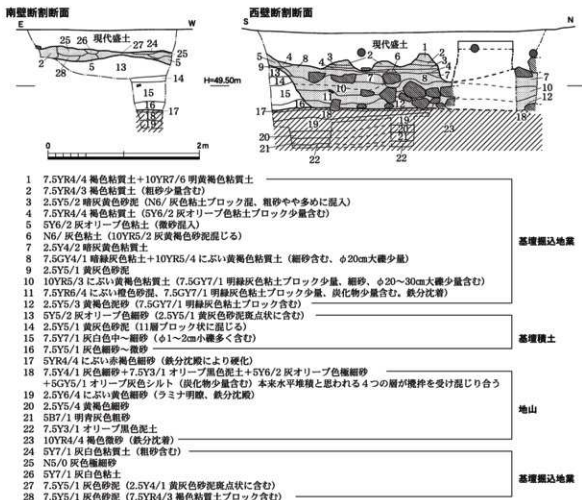 南壁断割断面
西壁断割断面
E
W
S
N
25 26 25
27 24
現代盛土
2
28
5
13
5
14
15
16
17
18
19
H=49.50m
0
2m
現代盛土
1 7.5YR4/4 褐色粘質土+10YR7/6 明黄褐色粘質土
2 7.5YR4/3 褐色粘質土(粗砂少量含む)
3 2.5Y5/2 暗灰黄色砂泥(N6/ 灰色粘土ブロック混、粗砂やや多めに混入)
4 7.5YR4/4 褐色粘質土(5Y6/2 灰オリーブ色粘土ブロック少量含む)
5 5Y6/2 灰オリーブ色粘土(微砂混入)
6 N6/ 灰色粘土(10YR5/2 灰黄褐色砂泥混じる)
7 2.5Y4/2 暗灰黄色粘質土
8 7.5GY4/1 暗緑灰色粘土+10YR5/4 にぶい黄褐色粘質土(細砂含む、φ20㎝大礫少量)
9 2.5Y5/1 黄灰色砂泥
10 10YR5/3 にぶい黄褐色粘質土(7.5GY7/1 明緑灰色粘土ブロック少量、細砂、φ20〜30㎝大礫少量含む)
11 7.5YR6/4 にぶい橙色砂混、7.5GY7/1 明緑灰色粘土ブロック少量、炭化物少量含む。鉄分沈着)
12 2.5Y5/3 黄褐色泥砂(7.5GY7/1 明緑灰色粘土ブロック含む)
基壇掘込地業
13 5Y5/2 灰オリーブ色細砂(2.5Y5/1 黄灰色砂泥斑点状に含む)
14 2.5Y5/1 黄灰色砂泥(11層ブロック状に混じる)
15 7.5Y7/1 灰白色中〜細砂(φ1〜2㎝小礫多く含む)
16 7.5Y5/1 灰色細砂〜微砂
基壇積土
17 5YR4/4 にぶい赤褐色細砂(鉄分沈殿により硬化)
18 7.5Y4/1 灰色細砂+7.5Y3/1 オリーブ黒色泥土+5Y6/2 灰オリーブ色極細砂
+5GY5/1 オリーブ灰色シルト(炭化物少量含む)本来水平堆積と思われる4つの層が攪拌を受け混じり合う
19 2.5Y6/4 にぶい黄色細砂(ラミナ明瞭、鉄分沈殿)
20 2.5Y5/4 黄褐色細砂
21 5B7/1 明青灰色粗砂
22 7.5Y3/1 オリーブ黒色泥土
23 10YR4/4 褐色微砂(鉄分沈着)
地山
24 5Y7/1 灰白色粘質土(粗砂含む)
25 N5/0 灰色極細砂
26 5Y7/1 灰白色粘土
27 7.5Y5/1 灰色砂泥(2.5Y4/1 黄灰色砂泥斑点状に含む)
28 7.5Y5/1 灰色砂泥(7.5YR4/3 褐色粘質土ブロック含む)
基壇掘込地業